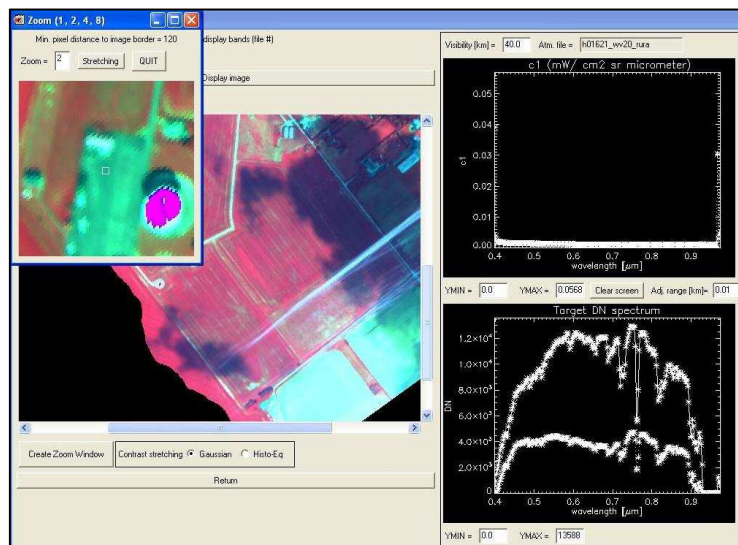 Zoom (1, 2, 4, 8)
Min. pixel distance to image border = 120
display bands (file #)
Zoom = 2 Stretching QUIT
Display image
Visibility [km] = 40.0 Atm. file = h01621_wv20_rura
c1 (mW/ cm2 sr micrometer)
0.05
0.04
0.03
0.02
0.01
0.00
c1
0.4 0.5 0.6 0.7 0.8 0.9
wavelength [µm]
YMIN = 0.0 YMAX = 0.0568 Clear screen Adj. range [km]= 0.01
Target DN spectrum
1.2×10⁴
1.0×10⁴
8.0×10³
6.0×10³
4.0×10³
2.0×10³
0
DN
0.4 0.5 0.6 0.7 0.8 0.9
wavelength [µm]
YMIN = 0.0 YMAX = 13588
Create Zoom Window Contrast stretching Gaussian Histo-Eq
Return